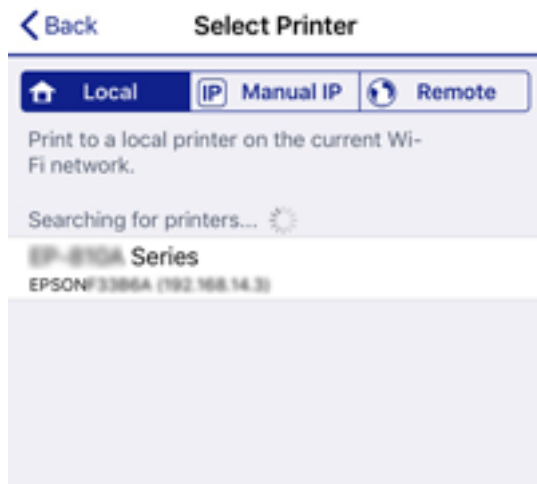 Back Select Printer
Local IP Manual IP Remote
Print to a local printer on the current Wi-
Fi network.
Searching for printers...
Series
EPSON